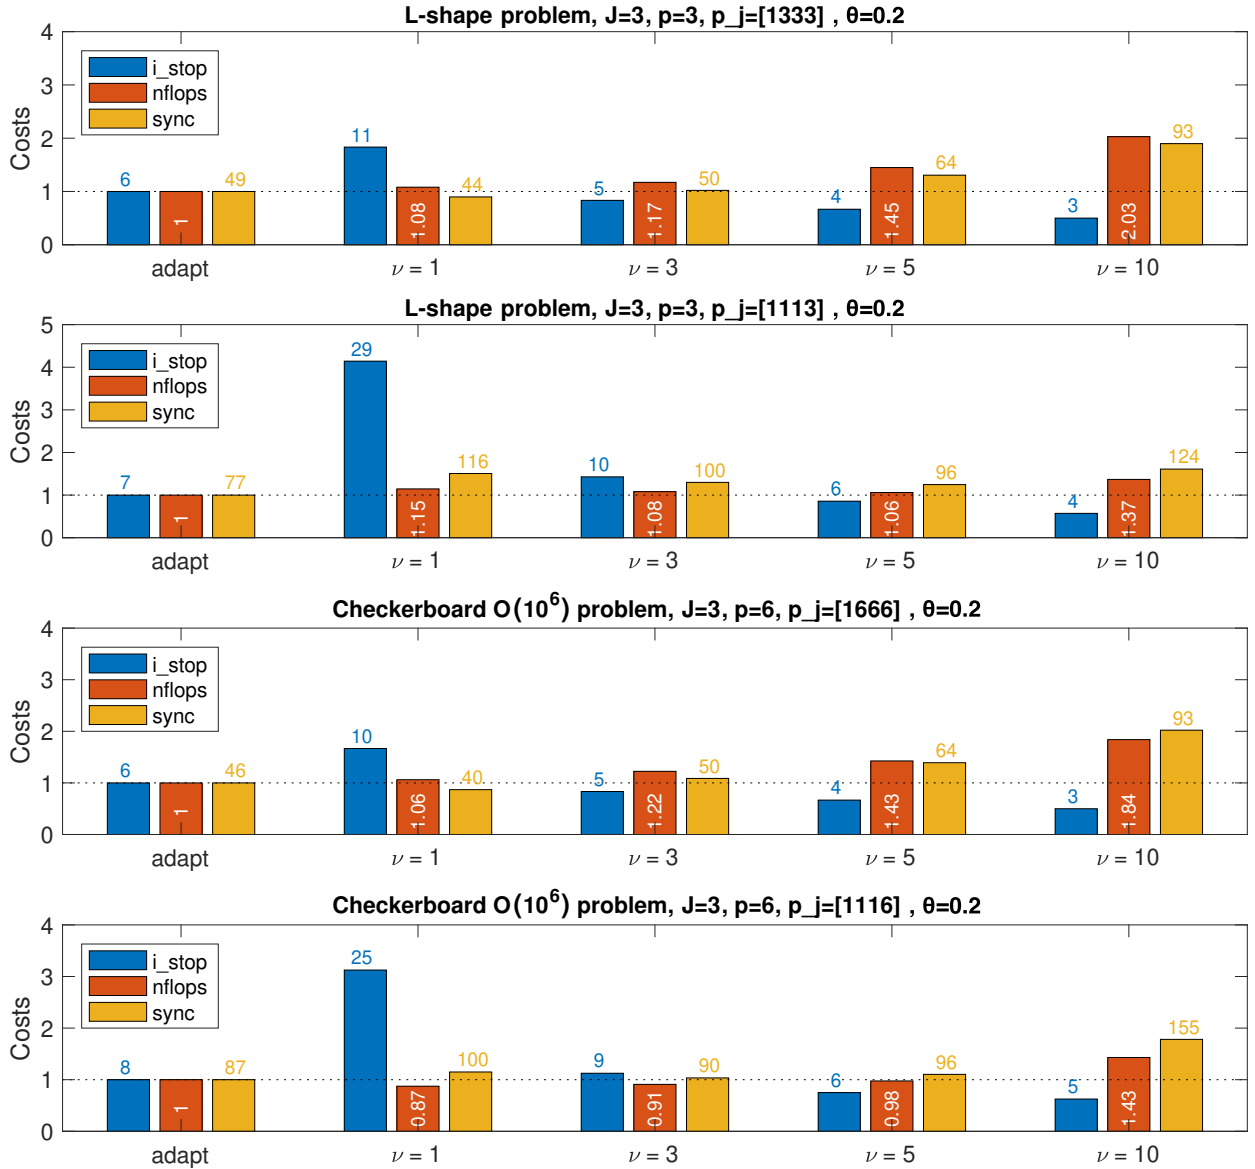 L-shape problem, J=3, p=3, p_j=[1333] , θ=0.2
Costs
4
3
2
1
0
i_stop
nflops
sync
6
1
49
11
1.08
44
5
1.17
50
4
1.45
64
3
2.03
93
adapt
ν = 1
ν = 3
ν = 5
ν = 10
L-shape problem, J=3, p=3, p_j=[1113] , θ=0.2
Costs
5
4
3
2
1
0
i_stop
nflops
sync
7
1
77
29
1.15
116
10
1.08
100
6
1.06
96
4
1.37
124
adapt
ν = 1
ν = 3
ν = 5
ν = 10
Checkerboard O(10^6) problem, J=3, p=6, p_j=[1666] , θ=0.2
Costs
4
3
2
1
0
i_stop
nflops
sync
6
1
46
10
1.06
40
5
1.22
50
4
1.43
64
3
1.84
93
adapt
ν = 1
ν = 3
ν = 5
ν = 10
Checkerboard O(10^6) problem, J=3, p=6, p_j=[1116] , θ=0.2
Costs
4
3
2
1
0
i_stop
nflops
sync
8
1
87
25
0.87
100
9
0.91
90
6
0.98
96
5
1.43
155
adapt
ν = 1
ν = 3
ν = 5
ν = 10